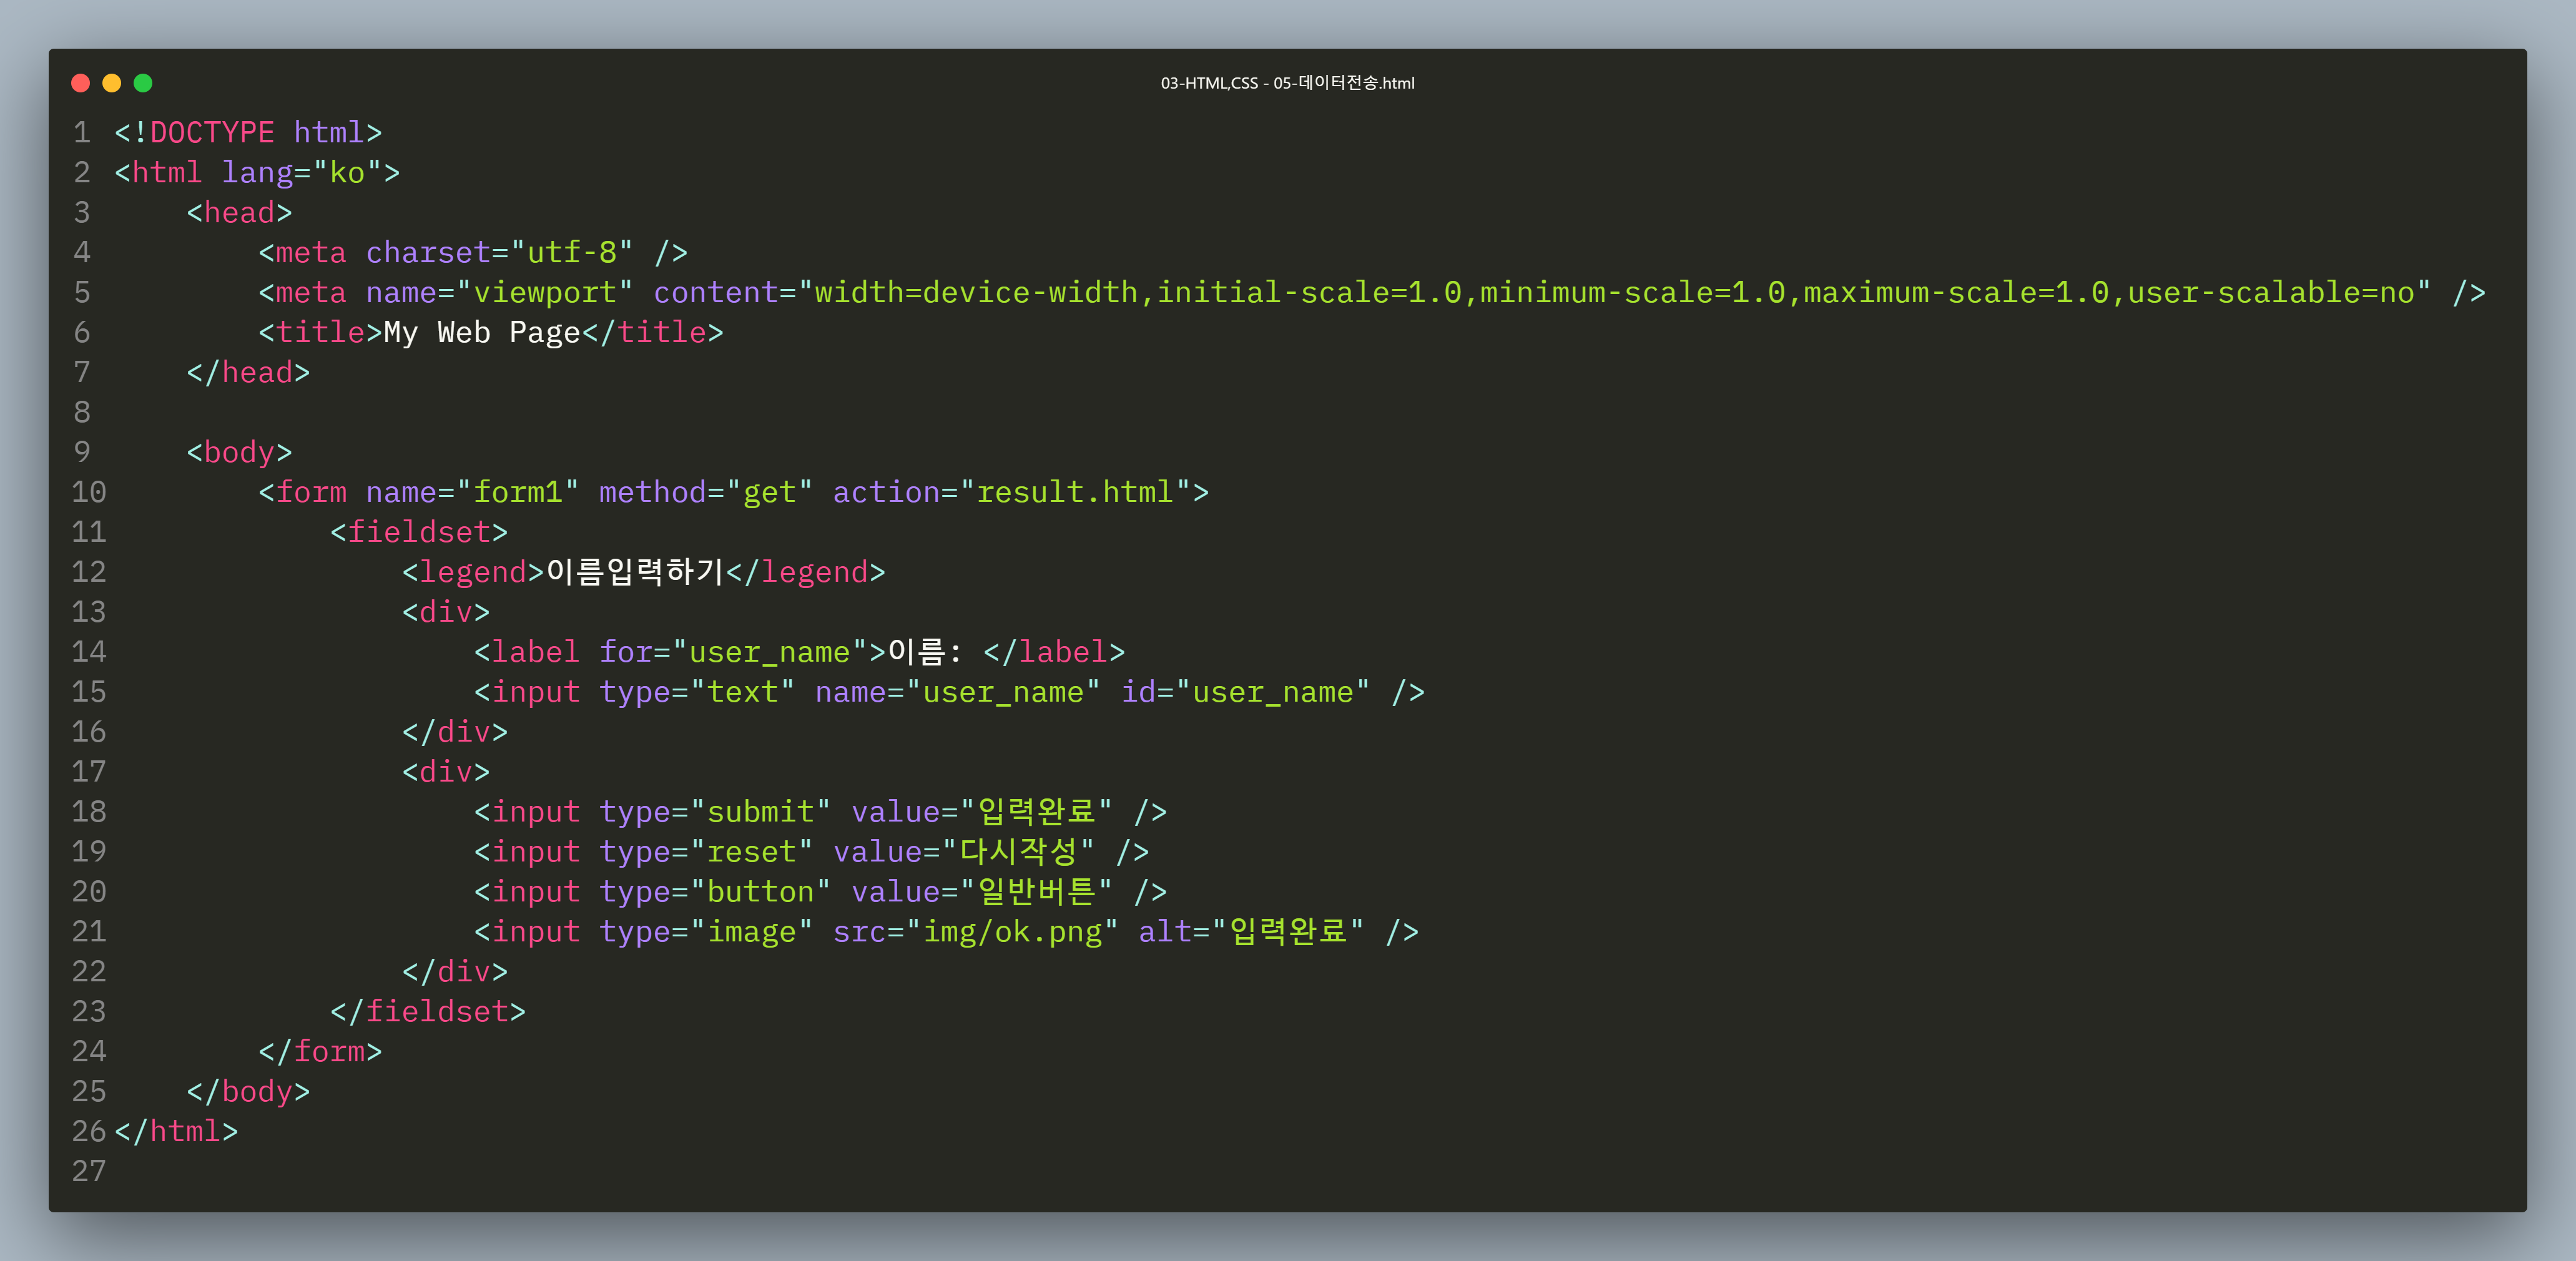 03-HTML,CSS - 05-데이터전송.html
1 <!DOCTYPE html>
2 <html lang="ko">
3     <head>
4         <meta charset="utf-8" />
5         <meta name="viewport" content="width=device-width,initial-scale=1.0,minimum-scale=1.0,maximum-scale=1.0,user-scalable=no" />
6         <title>My Web Page</title>
7     </head>
8
9     <body>
10         <form name="form1" method="get" action="result.html">
11             <fieldset>
12                 <legend>이름입력하기</legend>
13                 <div>
14                     <label for="user_name">이름: </label>
15                     <input type="text" name="user_name" id="user_name" />
16                 </div>
17                 <div>
18                     <input type="submit" value="입력완료" />
19                     <input type="reset" value="다시작성" />
20                     <input type="button" value="일반버튼" />
21                     <input type="image" src="img/ok.png" alt="입력완료" />
22                 </div>
23             </fieldset>
24         </form>
25     </body>
26 </html>
27